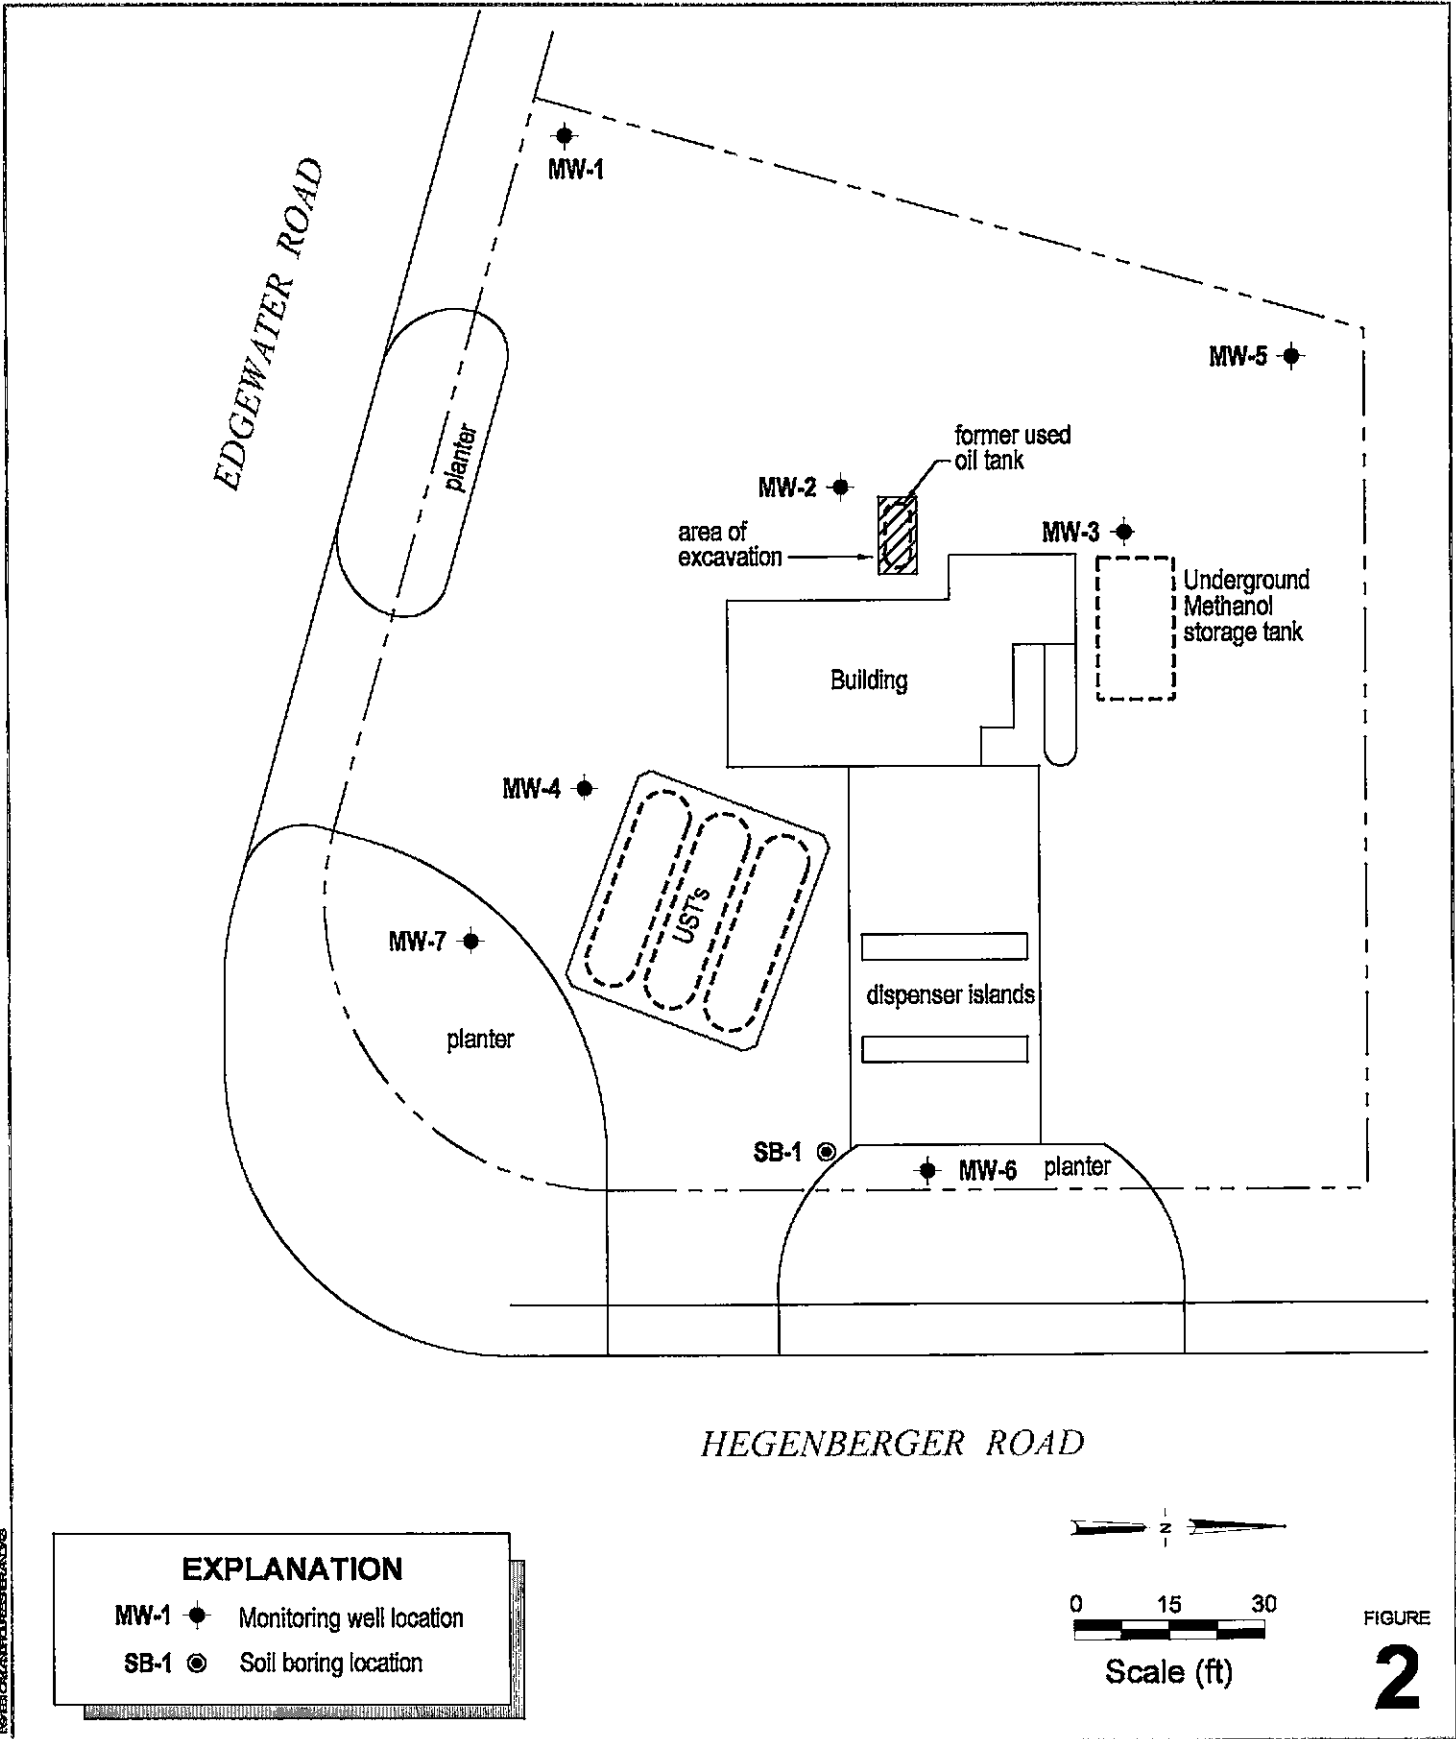 MW-1
EDGEWATER ROAD
MW-5
planter
former used
oil tank
MW-2
MW-3
area of
excavation
Underground
Methanol
storage tank
Building
MW-4
UST's
MW-7
dispenser islands
planter
SB-1
MW-6
planter
HEGENBERGER ROAD
N
EXPLANATION
MW-1 Monitoring well location
SB-1 Soil boring location
0 15 30
Scale (ft)
FIGURE
2